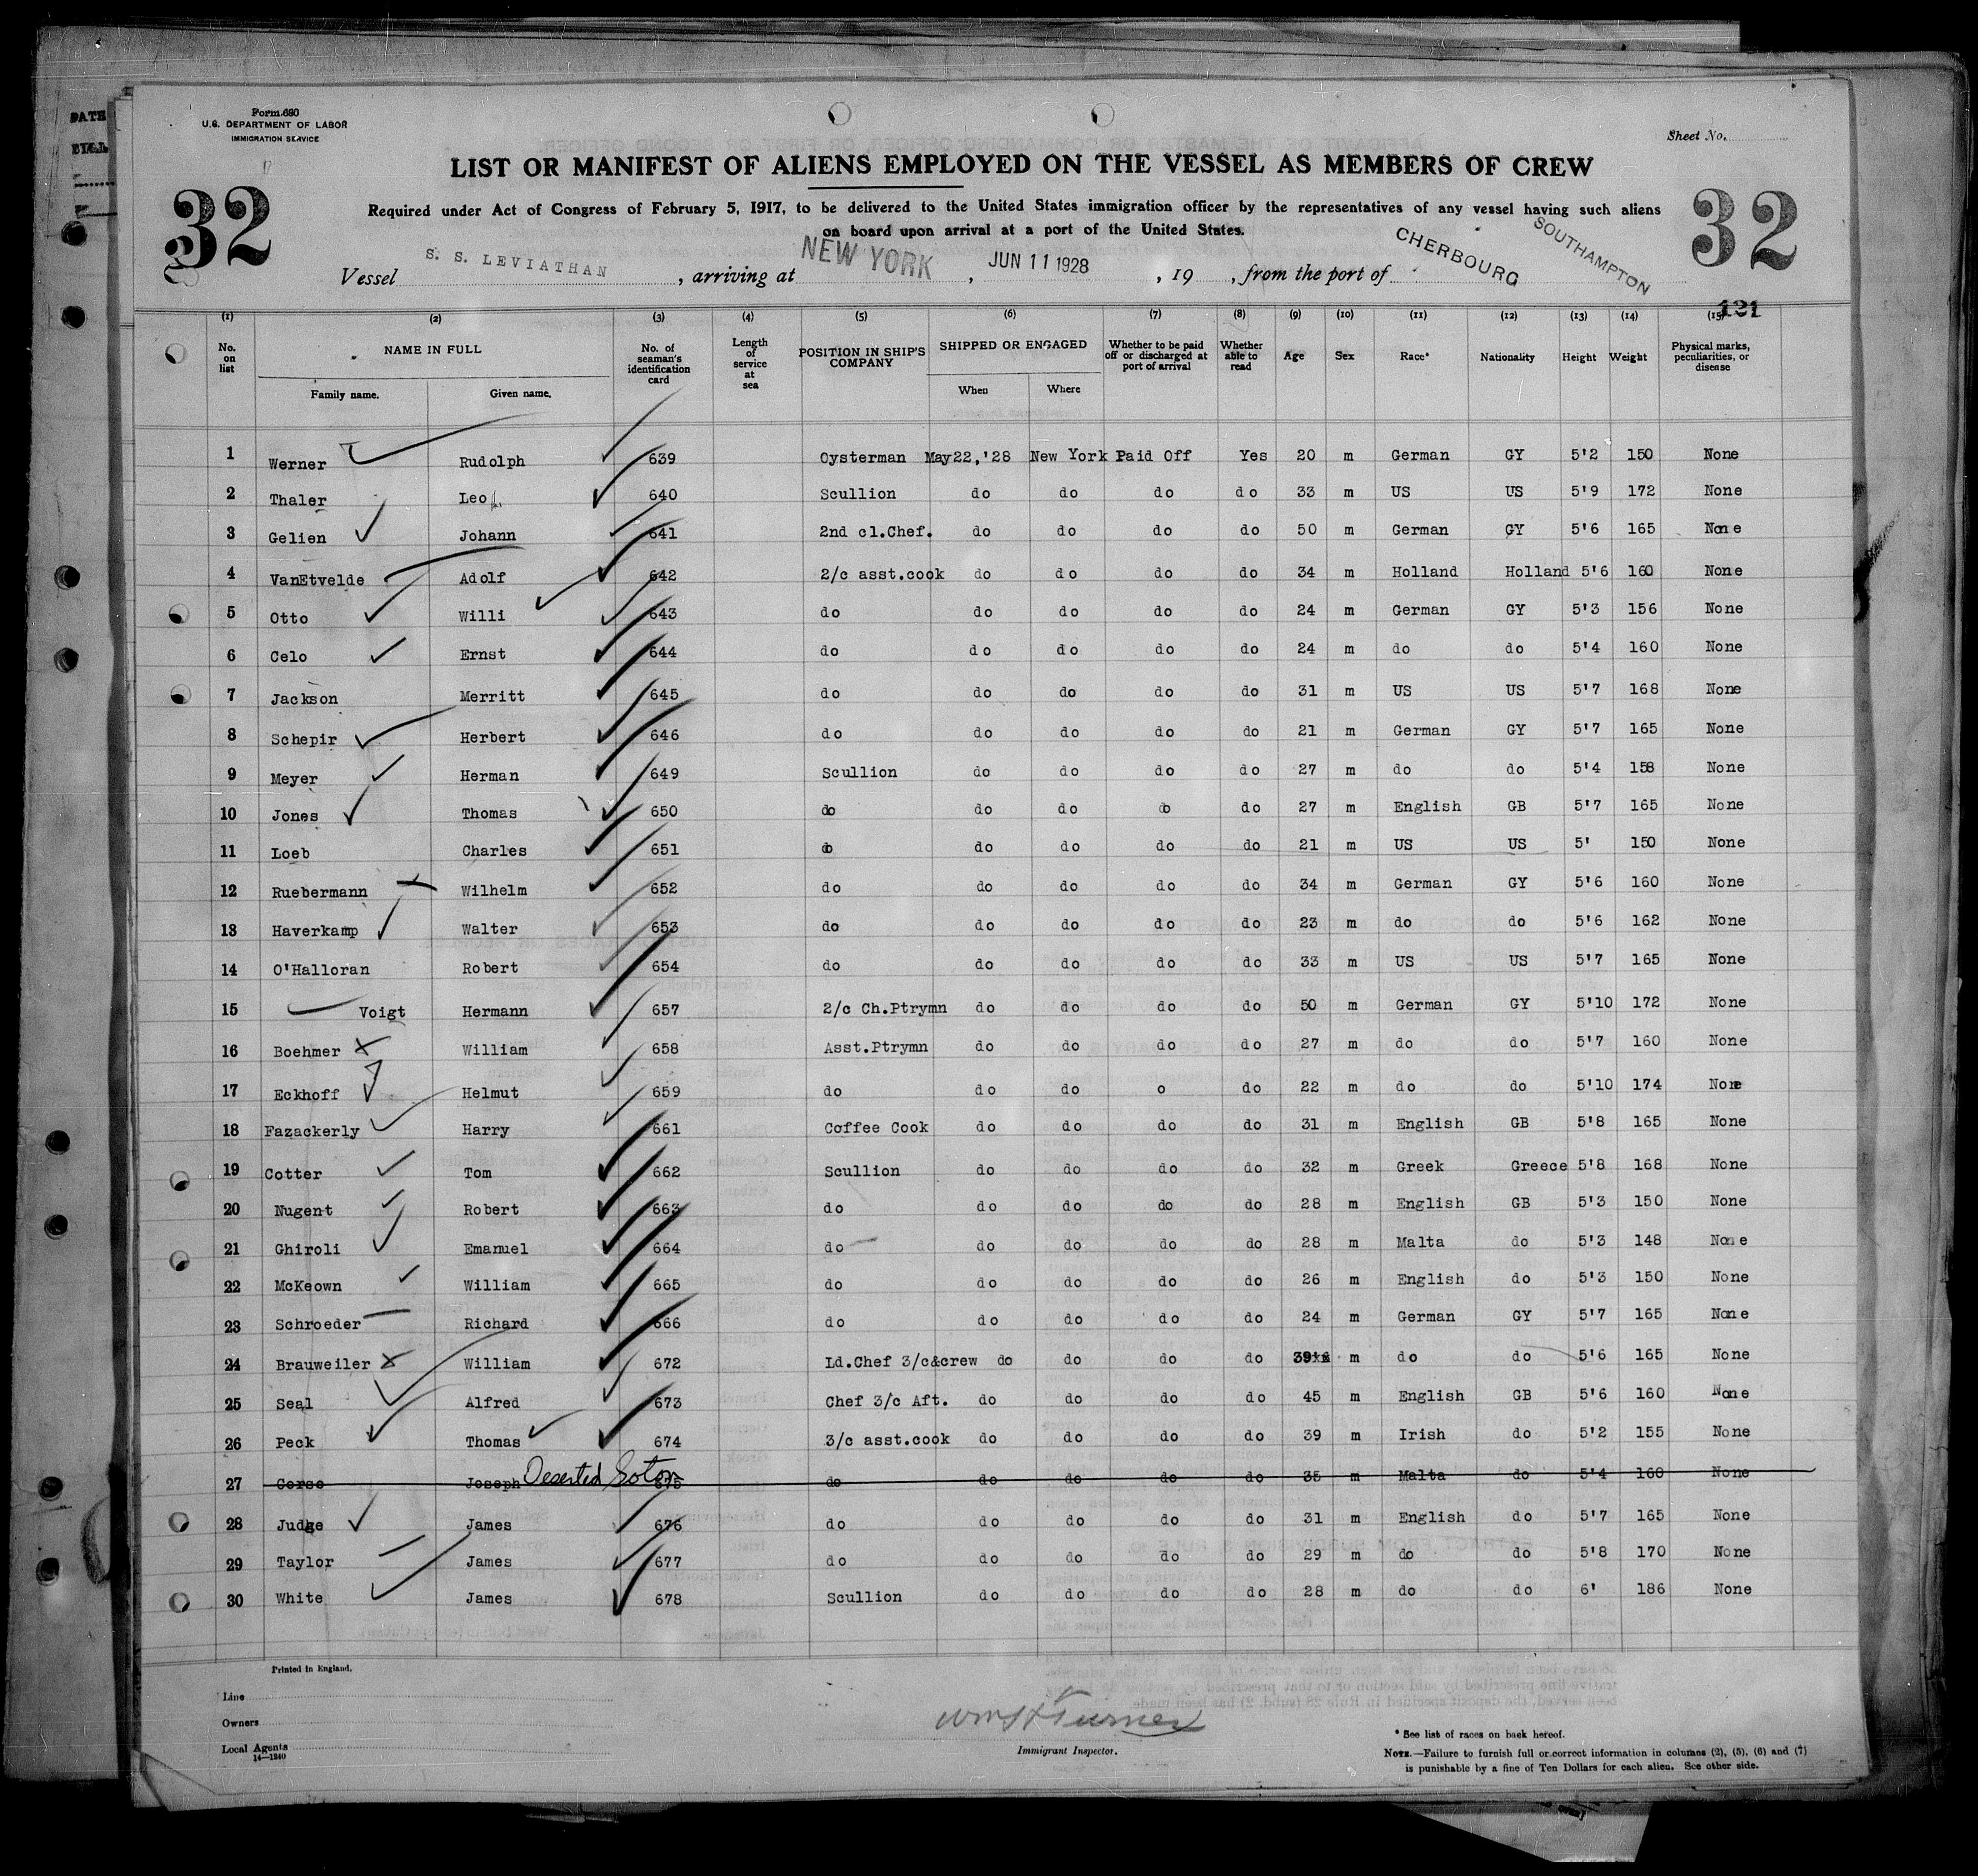 DATE
Form 680
U.S. DEPARTMENT OF LABOR
IMMIGRATION SERVICE
Sheet No.
LIST OR MANIFEST OF ALIENS EMPLOYED ON THE VESSEL AS MEMBERS OF CREW
32 32
Required under Act of Congress of February 5, 1917, to be delivered to the United States immigration officer by the representatives of any vessel having such aliens
on board upon arrival at a port of the United States.
Vessel S. S. LEVIATHAN, arriving at NEW YORK, JUN 11 1928, 19 , from the port of CHERBOURG SOUTHAMPTON
121
(1) (2) (3) (4) (5) (6) (7) (8) (9) (10) (11) (12) (13) (14) (15)
No. on list NAME IN FULL No. of seaman's identification card Length of service at sea POSITION IN SHIP'S COMPANY SHIPPED OR ENGAGED Whether to be paid off or discharged at port of arrival Whether able to read Age Sex Race* Nationality Height Weight Physical marks, peculiarities, or disease
Family name. Given name. When Where
1 Werner Rudolph 639 Oysterman May22,'28 New York Paid Off Yes 20 m German GY 5'2 150 None
2 Thaler Leo 640 Scullion do do do do 33 m US US 5'9 172 None
3 Gelien Johann 641 2nd cl.Chef. do do do do 50 m German GY 5'6 165 None
4 VanEtvelde Adolf 642 2/c asst.cook do do do do 34 m Holland Holland 5'6 160 None
5 Otto Willi 643 do do do do do 24 m German GY 5'3 156 None
6 Celo Ernst 644 do do do do do 24 m do do 5'4 160 None
7 Jackson Merritt 645 do do do do do 31 m US US 5'7 168 None
8 Schepir Herbert 646 do do do do do 21 m German GY 5'7 165 None
9 Meyer Herman 649 Scullion do do do do 27 m do do 5'4 158 None
10 Jones Thomas 650 do do do do do 27 m English GB 5'7 165 None
11 Loeb Charles 651 do do do do do 21 m US US 5' 150 None
12 Ruebermann Wilhelm 652 do do do do do 34 m German GY 5'6 160 None
13 Haverkamp Walter 653 do do do do do 23 m do do 5'6 162 None
14 O'Halloran Robert 654 do do do do do 33 m US US 5'7 165 None
15 Voigt Hermann 657 2/c Ch.Ptrymn do do do do 50 m German GY 5'10 172 None
16 Boehmer William 658 Asst.Ptrymn do do do do 27 m do do 5'7 160 None
17 Eckhoff Helmut 659 do do do o do 22 m do do 5'10 174 None
18 Fazackerly Harry 661 Coffee Cook do do do do 31 m English GB 5'8 165 None
19 Cotter Tom 662 Scullion do do do do 32 m Greek Greece 5'8 168 None
20 Nugent Robert 663 do do do do do 28 m English GB 5'3 150 None
21 Ghiroli Emanuel 664 do do do do do 28 m Malta do 5'3 148 None
22 McKeown William 665 do do do do do 26 m English do 5'3 150 None
23 Schroeder Richard 666 do do do do do 24 m German GY 5'7 165 None
24 Brauweiler William 672 Ld.Chef 3/c&crew do do do do 39 m do do 5'6 165 None
25 Seal Alfred 673 Chef 3/c Aft. do do do do 45 m English GB 5'6 160 None
26 Peck Thomas 674 3/c asst.cook do do do do 39 m Irish do 5'2 155 None
27 Corso Joseph Deserted Soton 675 do do do do do 35 m Malta do 5'4 160 None
28 Judge James 676 do do do do do 31 m English do 5'7 165 None
29 Taylor James 677 do do do do do 29 m do do 5'8 170 None
30 White James 678 Scullion do do do do 28 m do do 6' 186 None
Printed in England.
Line
Owners
Local Agents
14—1240
Turner
Immigrant Inspector.
* See list of races on back hereof.
NOTE.—Failure to furnish full or correct information in columns (2), (5), (6) and (7)
is punishable by a fine of Ten Dollars for each alien. See other side.